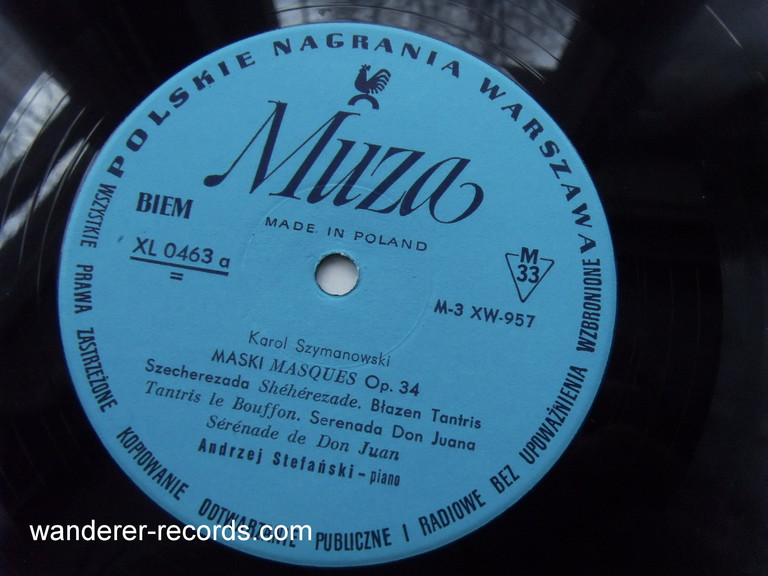 POLSKIE NAGRANIA WARSZAWA
Muza
MADE IN POLAND
BIEM
XL 0463 a
M
33
M-3 XW-957
Karol Szymanowski
MASKI MASQUES Op. 34
Szecherezada Shéhérezade. Błazen Tantris
Tantris le Bouffon. Serenada Don Juana
Sérénade de Don Juan
Andrzej Stefański – piano
WSZYSTKIE PRAWA ZASTRZEŻONE KOPIOWANIE ODTWARZANIE PUBLICZNE I RADIOWE BEZ UPOWAŻNIENIA WZBRONIONE
wanderer-records.com